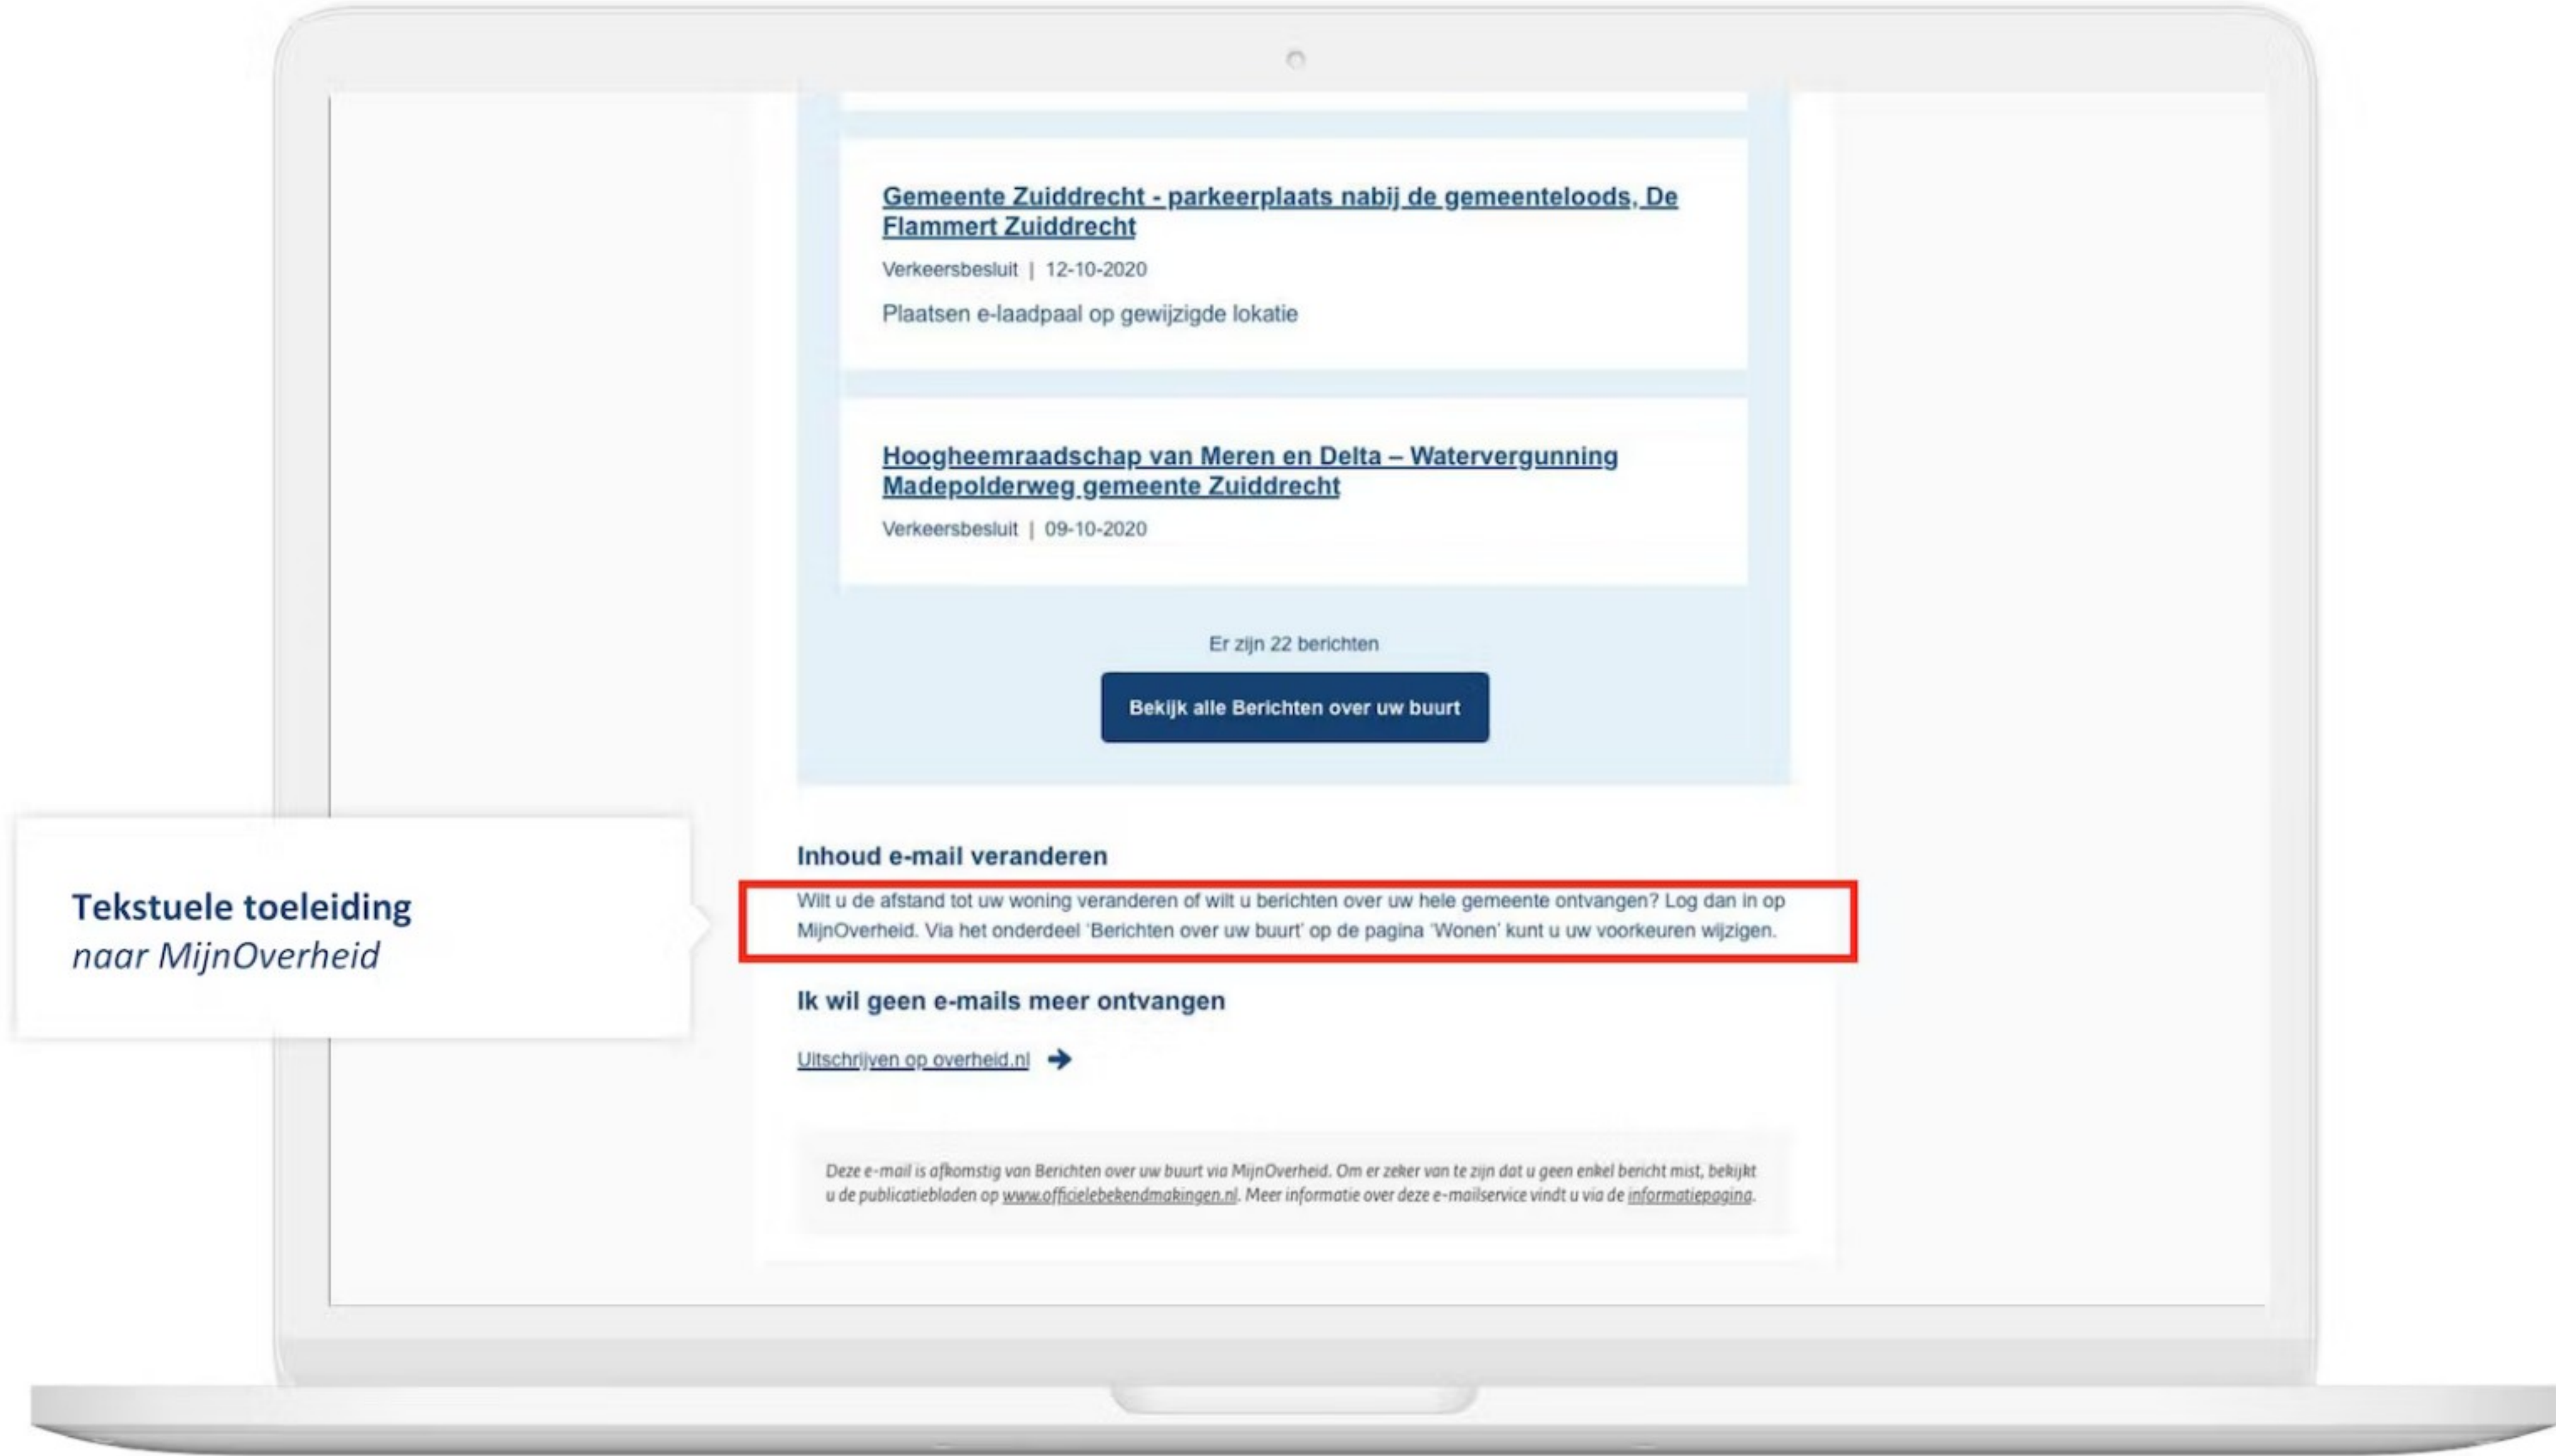 Gemeente Zuiddrecht - parkeerplaats nabij de gemeenteloods, De
Flammert Zuiddrecht
Verkeersbesluit | 12-10-2020
Plaatsen e-laadpaal op gewijzigde lokatie
Hoogheemraadschap van Meren en Delta – Watervergunning
Madepolderweg gemeente Zuiddrecht
Verkeersbesluit | 09-10-2020
Er zijn 22 berichten
Bekijk alle Berichten over uw buurt
Tekstuele toeleiding
naar MijnOverheid
Inhoud e-mail veranderen
Wilt u de afstand tot uw woning veranderen of wilt u berichten over uw hele gemeente ontvangen? Log dan in op
MijnOverheid. Via het onderdeel ‘Berichten over uw buurt’ op de pagina ‘Wonen’ kunt u uw voorkeuren wijzigen.
Ik wil geen e-mails meer ontvangen
Uitschrijven op overheid.nl
Deze e-mail is afkomstig van Berichten over uw buurt via MijnOverheid. Om er zeker van te zijn dat u geen enkel bericht mist, bekijkt
u de publicatiebladen op www.officielebekendmakingen.nl. Meer informatie over deze e-mailservice vindt u via de informatiepagina.